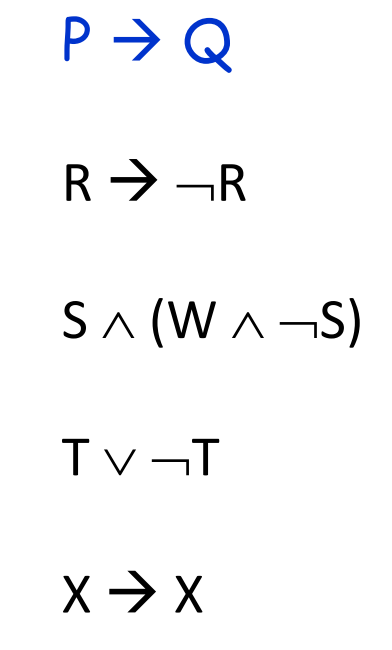 P → Q
R → ¬R
S ∧ (W ∧ ¬S)
T ∨ ¬T
X → X